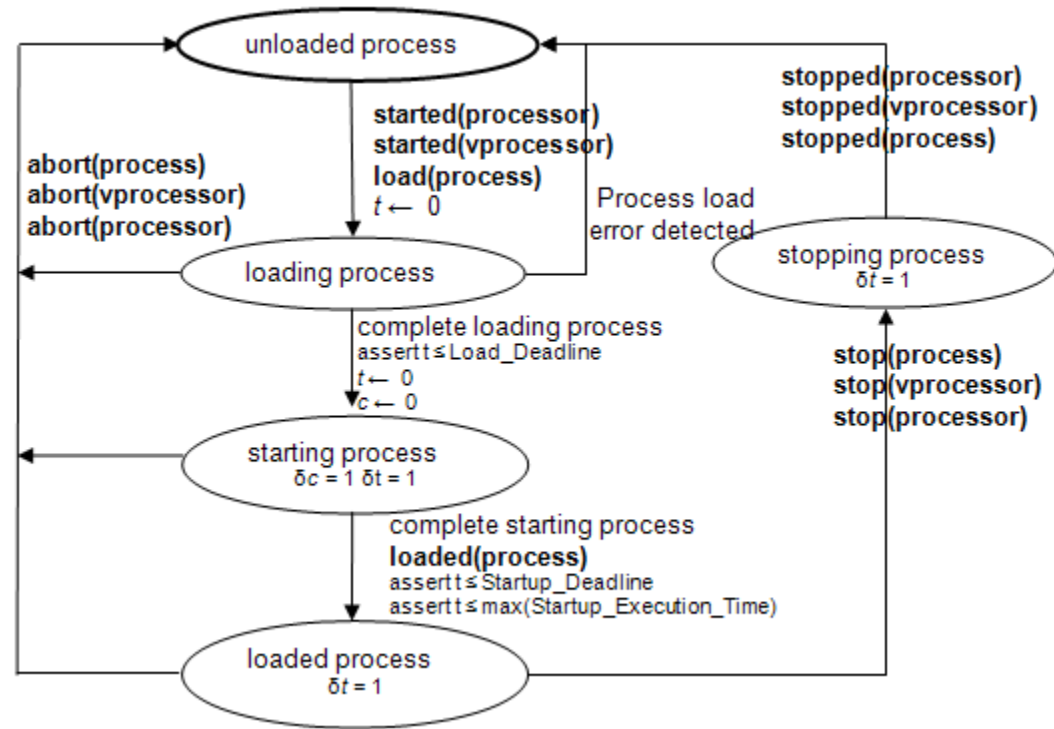 unloaded process
started(processor)
started(vprocessor)
load(process)
t ← 0
stopped(processor)
stopped(vprocessor)
stopped(process)
abort(process)
abort(vprocessor)
abort(processor)
Process load
error detected
loading process
stopping process
δt = 1
complete loading process
assert t ≤ Load_Deadline
t ← 0
c ← 0
stop(process)
stop(vprocessor)
stop(processor)
starting process
δc = 1 δt = 1
complete starting process
loaded(process)
assert t ≤ Startup_Deadline
assert t ≤ max(Startup_Execution_Time)
loaded process
δt = 1